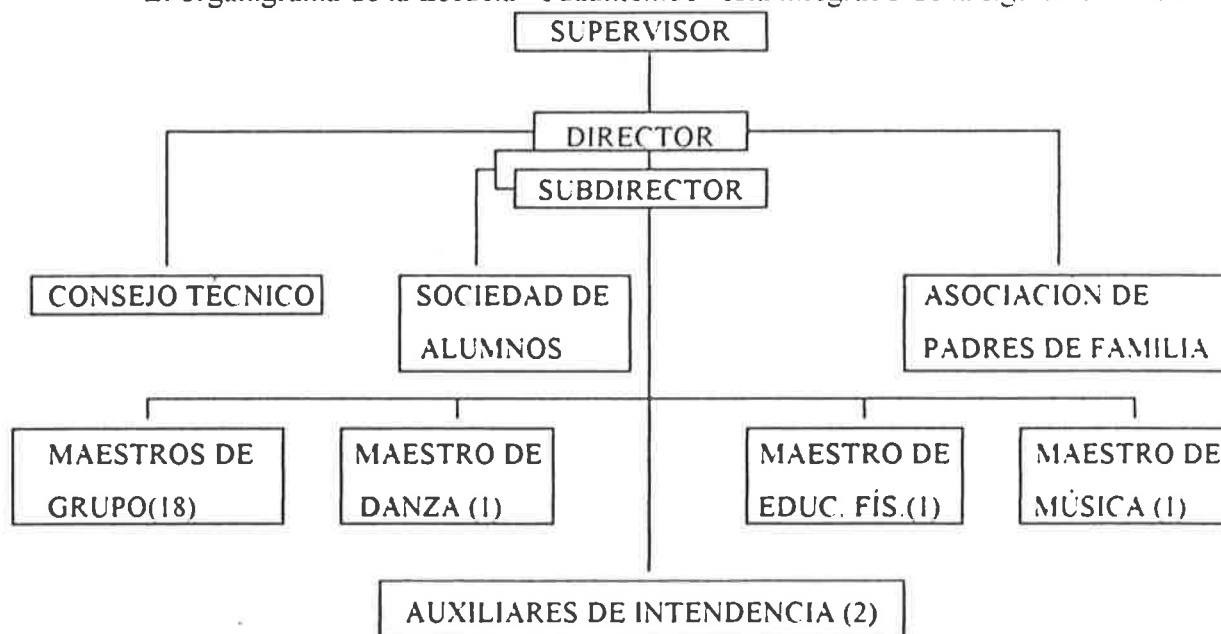 SUPERVISOR
DIRECTOR
SUBDIRECTOR
CONSEJO TÉCNICO
SOCIEDAD DE
ALUMNOS
ASOCIACION DE
PADRES DE FAMILIA
MAESTROS DE
GRUPO(18)
MAESTRO DE
DANZA (1)
MAESTRO DE
EDUC. FÍS.(1)
MAESTRO DE
MÚSICA (1)
AUXILIARES DE INTENDENCIA (2)